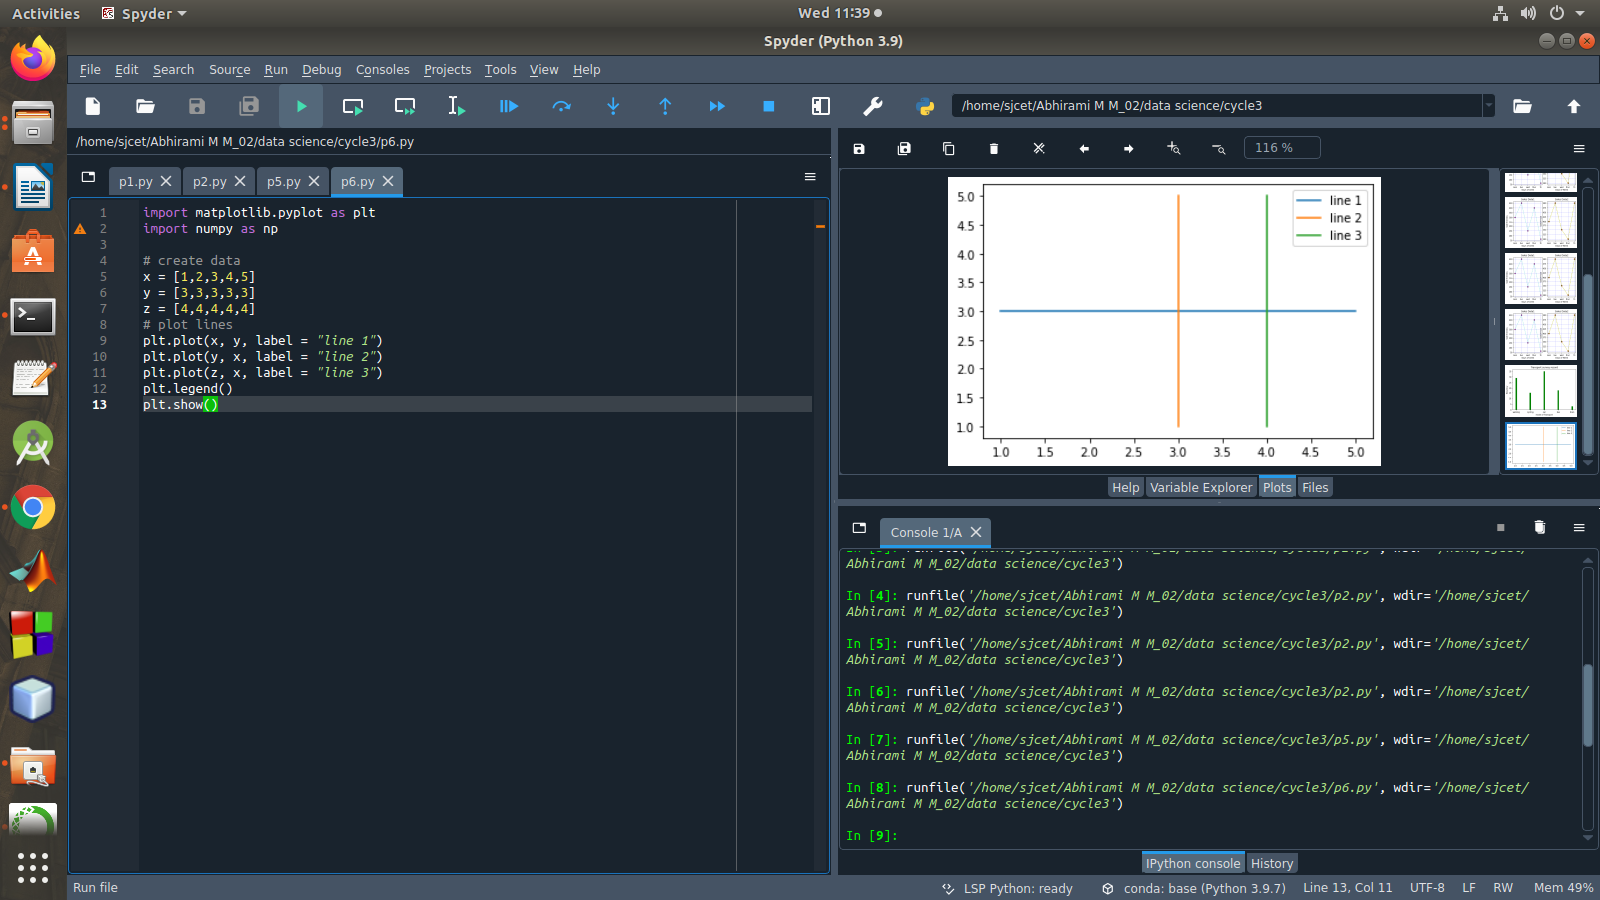 Activities
Spyder
Wed 11:39
Spyder (Python 3.9)
File Edit Search Source Run Debug Consoles Projects Tools View Help
/home/sjcet/Abhirami M M_02/data science/cycle3
/home/sjcet/Abhirami M M_02/data science/cycle3/p6.py
p1.py
p2.py
p5.py
p6.py
1 import matplotlib.pyplot as plt
2 import numpy as np
3
4 # create data
5 x = [1,2,3,4,5]
6 y = [3,3,3,3,3]
7 z = [4,4,4,4,4]
8 # plot lines
9 plt.plot(x, y, label = "line 1")
10 plt.plot(y, x, label = "line 2")
11 plt.plot(z, x, label = "line 3")
12 plt.legend()
13 plt.show()
116 %
line 1
line 2
line 3
5.0
4.5
4.0
3.5
3.0
2.5
2.0
1.5
1.0
1.0 1.5 2.0 2.5 3.0 3.5 4.0 4.5 5.0
Help Variable Explorer Plots Files
Console 1/A
Abhirami M M_02/data science/cycle3')
In [4]: runfile('/home/sjcet/Abhirami M M_02/data science/cycle3/p2.py', wdir='/home/sjcet/
Abhirami M M_02/data science/cycle3')
In [5]: runfile('/home/sjcet/Abhirami M M_02/data science/cycle3/p2.py', wdir='/home/sjcet/
Abhirami M M_02/data science/cycle3')
In [6]: runfile('/home/sjcet/Abhirami M M_02/data science/cycle3/p2.py', wdir='/home/sjcet/
Abhirami M M_02/data science/cycle3')
In [7]: runfile('/home/sjcet/Abhirami M M_02/data science/cycle3/p5.py', wdir='/home/sjcet/
Abhirami M M_02/data science/cycle3')
In [8]: runfile('/home/sjcet/Abhirami M M_02/data science/cycle3/p6.py', wdir='/home/sjcet/
Abhirami M M_02/data science/cycle3')
In [9]:
IPython console History
Run file
LSP Python: ready
conda: base (Python 3.9.7)
Line 13, Col 11
UTF-8
LF
RW
Mem 49%